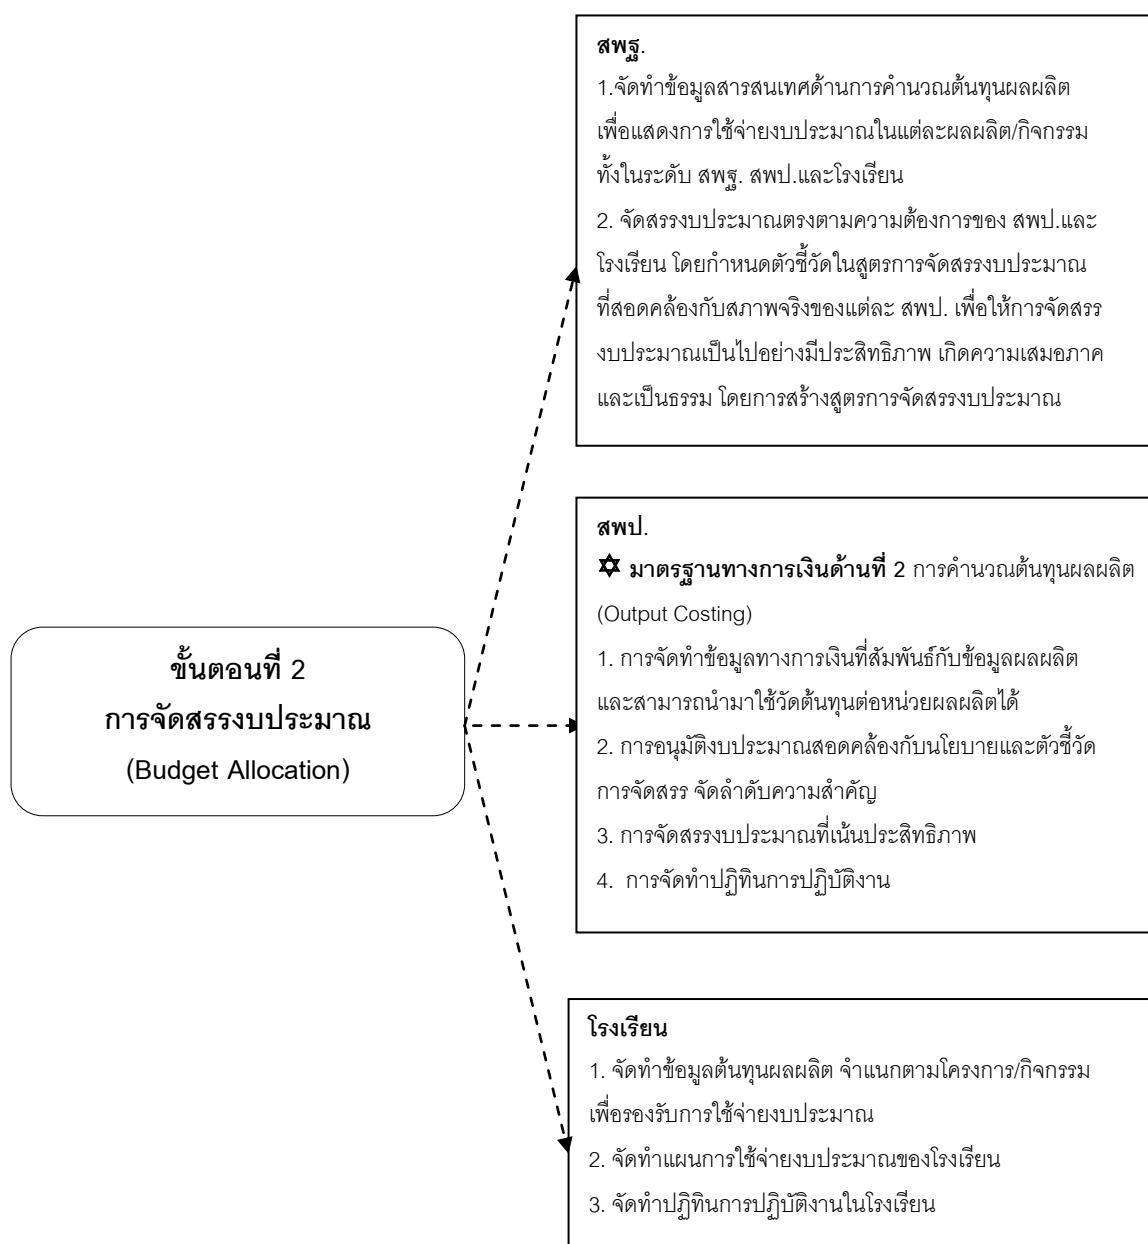 สพฐ.
1.จัดทำข้อมูลสารสนเทศด้านการคำนวณต้นทุนผลผลิต
เพื่อแสดงการใช้จ่ายงบประมาณในแต่ละผลผลิต/กิจกรรม
ทั้งในระดับ สพฐ. สพป.และโรงเรียน
2. จัดสรรงบประมาณตรงตามความต้องการของ สพป.และ
โรงเรียน โดยกำหนดตัวชี้วัดในสูตรการจัดสรรงบประมาณ
ที่สอดคล้องกับสภาพจริงของแต่ละ สพป. เพื่อให้การจัดสรร
งบประมาณเป็นไปอย่างมีประสิทธิภาพ เกิดความเสมอภาค
และเป็นธรรม โดยการสร้างสูตรการจัดสรรงบประมาณ
สพป.
✡ มาตรฐานทางการเงินด้านที่ 2 การคำนวณต้นทุนผลผลิต
(Output Costing)
1. การจัดทำข้อมูลทางการเงินที่สัมพันธ์กับข้อมูลผลผลิต
และสามารถนำมาใช้วัดต้นทุนต่อหน่วยผลผลิตได้
2. การอนุมัติงบประมาณสอดคล้องกับนโยบายและตัวชี้วัด
การจัดสรร จัดลำดับความสำคัญ
3. การจัดสรรงบประมาณที่เน้นประสิทธิภาพ
4. การจัดทำปฏิทินการปฏิบัติงาน
ขั้นตอนที่ 2
การจัดสรรงบประมาณ
(Budget Allocation)
โรงเรียน
1. จัดทำข้อมูลต้นทุนผลผลิต จำแนกตามโครงการ/กิจกรรม
เพื่อรองรับการใช้จ่ายงบประมาณ
2. จัดทำแผนการใช้จ่ายงบประมาณของโรงเรียน
3. จัดทำปฏิทินการปฏิบัติงานในโรงเรียน